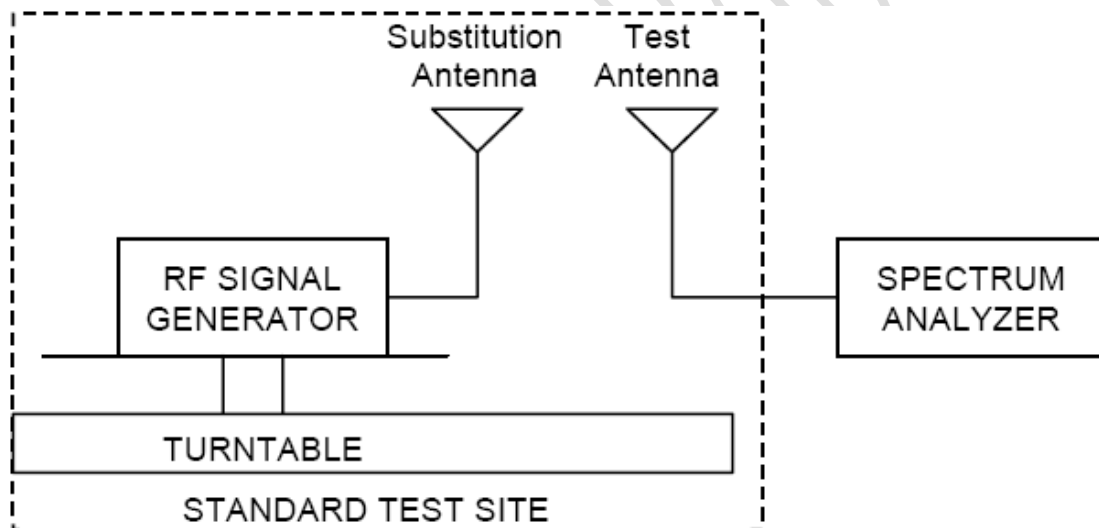 Substitution
Antenna
Test
Antenna
RF SIGNAL
GENERATOR
SPECTRUM
ANALYZER
TURNTABLE
STANDARD TEST SITE